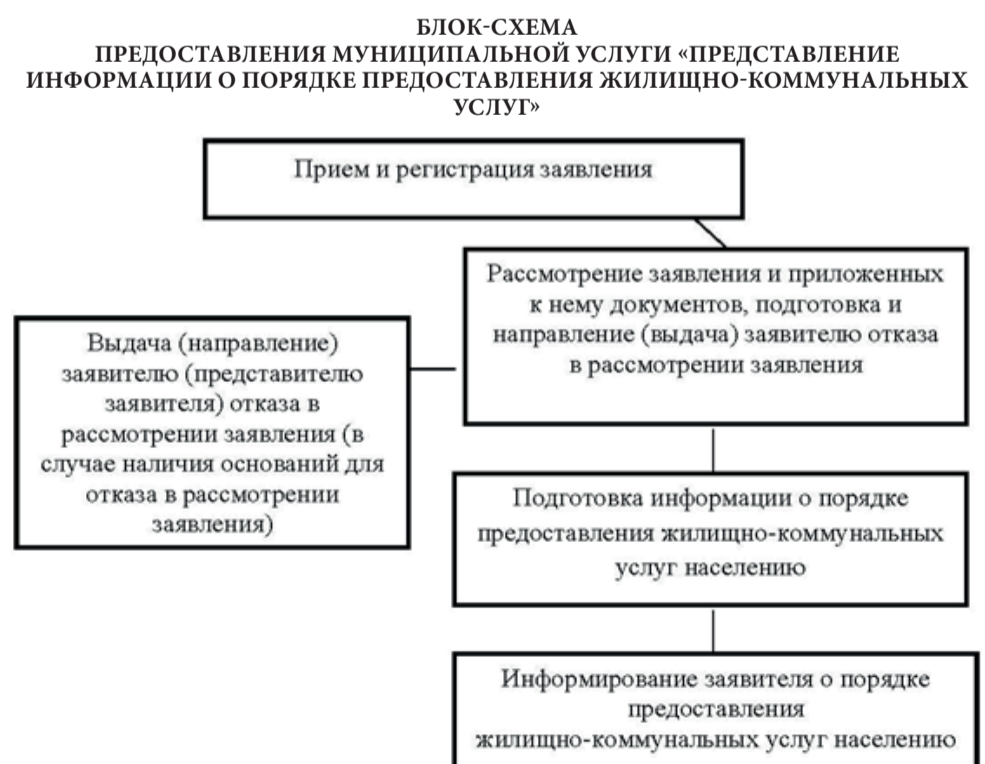 БЛОК-СХЕМА
ПРЕДОСТАВЛЕНИЯ МУНИЦИПАЛЬНОЙ УСЛУГИ «ПРЕДСТАВЛЕНИЕ
ИНФОРМАЦИИ О ПОРЯДКЕ ПРЕДОСТАВЛЕНИЯ ЖИЛИЩНО-КОММУНАЛЬНЫХ
УСЛУГ»
Прием и регистрация заявления
Рассмотрение заявления и приложенных
к нему документов, подготовка и
направление (выдача) заявителю отказа
в рассмотрении заявления
Выдача (направление)
заявителю (представителю
заявителя) отказа в
рассмотрении заявления (в
случае наличия оснований для
отказа в рассмотрении
заявления)
Подготовка информации о порядке
предоставления жилищно-коммунальных
услуг населению
Информирование заявителя о порядке
предоставления
жилищно-коммунальных услуг населению